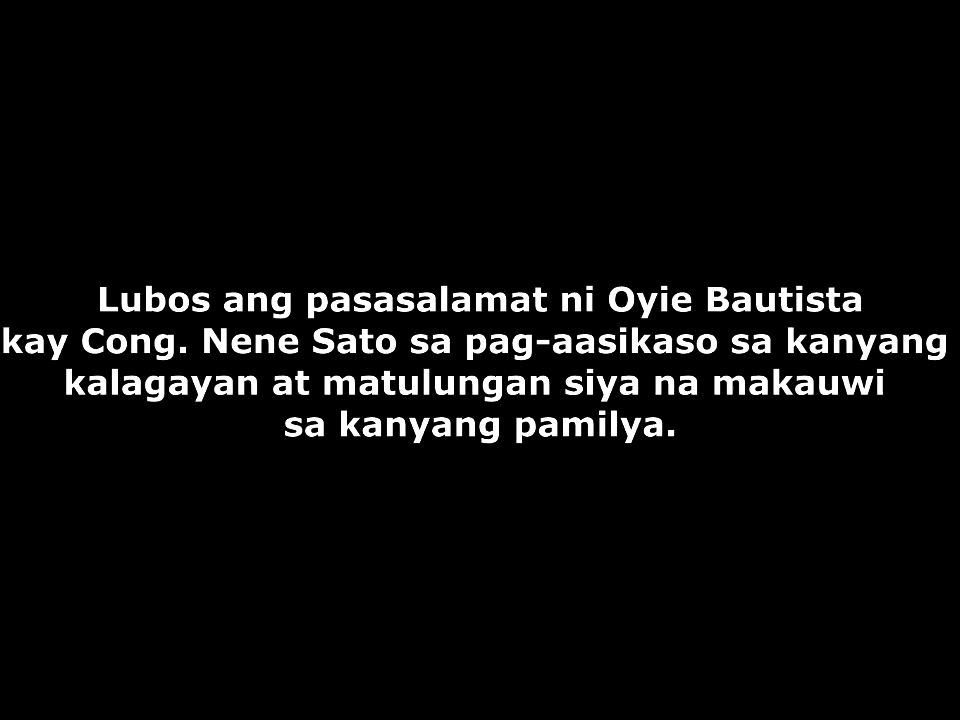 Lubos ang pasasalamat ni Oyie Bautista
kay Cong. Nene Sato sa pag-aasikaso sa kanyang
kalagayan at matulungan siya na makauwi
sa kanyang pamilya.